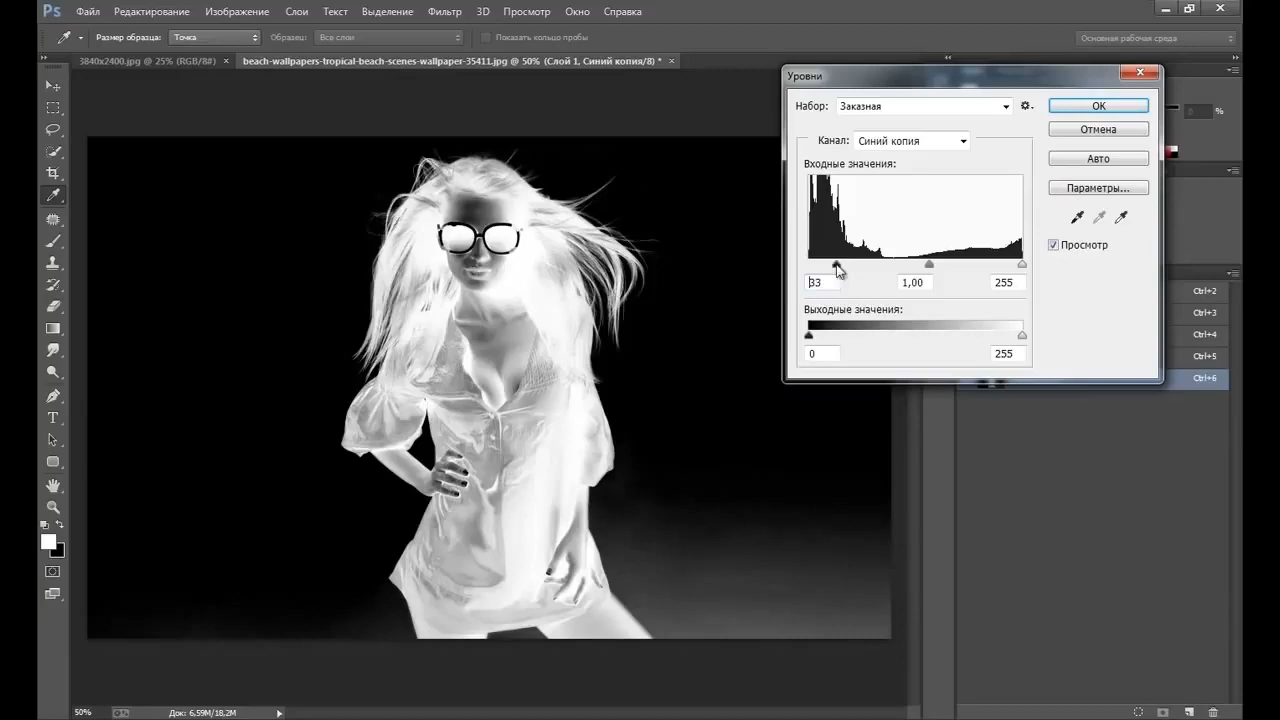 Ps Файл Редактирование Изображение Слои Текст Выделение Фильтр 3D Просмотр Окно Справка
Размер образца: Точка Образец: Все слои Показать кольцо пробы Основная рабочая среда
3840x2400.jpg @ 25% (RGB/8#) × beach-wallpapers-tropical-beach-scenes-wallpaper-35411.jpg @ 50% (Слой 1, Синий копия/8) * ×
Уровни
Набор: Заказная OK
%
Отмена
Канал: Синий копия
Авто
Входные значения:
Параметры...
Просмотр
33 1,00 255
Ctrl+2
Выходные значения:
Ctrl+3
Ctrl+4
0 255
Ctrl+5
Ctrl+6
T
50% Док: 6,59M/18,2M